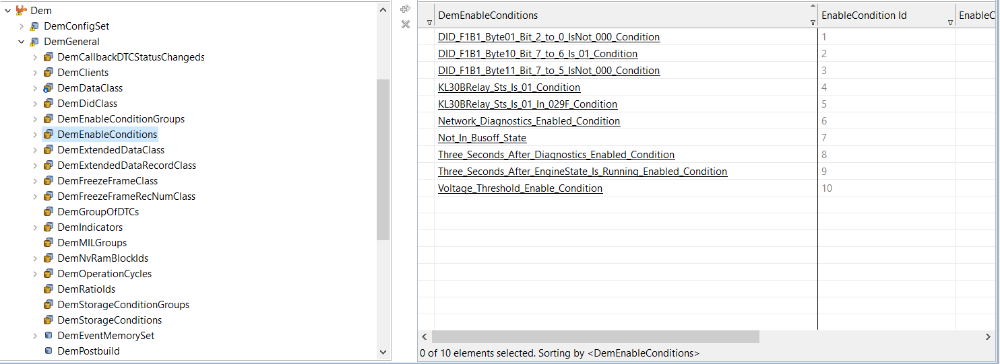 Dem
DemConfigSet
DemGeneral
DemCallbackDTCStatusChangeds
DemClients
DemDataClass
DemDidClass
DemEnableConditionGroups
DemEnableConditions
DemExtendedDataClass
DemExtendedDataRecordClass
DemFreezeFrameClass
DemFreezeFrameRecNumClass
DemGroupOfDTCs
DemIndicators
DemMILGroups
DemNvRamBlockIds
DemOperationCycles
DemRatioIds
DemStorageConditionGroups
DemStorageConditions
DemEventMemorySet
DemPostbuild
DemEnableConditions EnableCondition Id EnableC
DID_F1B1_Byte01_Bit_2_to_0_IsNot_000_Condition 1
DID_F1B1_Byte10_Bit_7_to_6_Is_01_Condition 2
DID_F1B1_Byte11_Bit_7_to_5_IsNot_000_Condition 3
KL30BRelay_Sts_Is_01_Condition 4
KL30BRelay_Sts_Is_01_In_029F_Condition 5
Network_Diagnostics_Enabled_Condition 6
Not_In_Busoff_State 7
Three_Seconds_After_Diagnostics_Enabled_Condition 8
Three_Seconds_After_EngineState_Is_Running_Enabled_Condition 9
Voltage_Threshold_Enable_Condition 10
0 of 10 elements selected. Sorting by <DemEnableConditions>